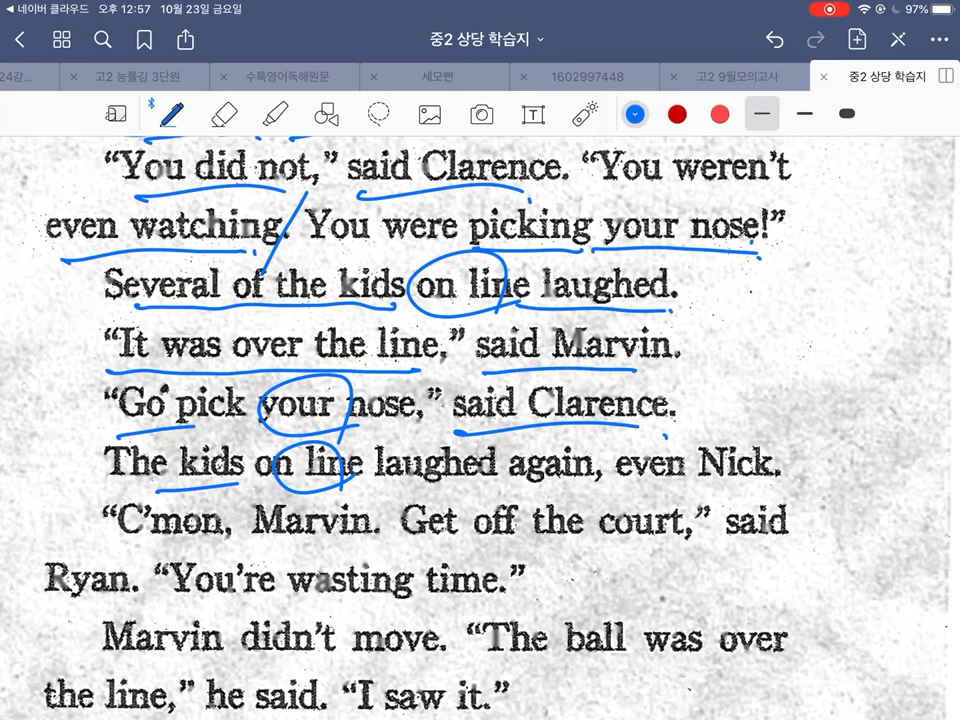 네이버 클라우드 오후 12:57 10월 23일 금요일 97%
중2 상당 학습지
24강... 고2 능률김 3단원 수특영어독해원문 세모삔 1602997448 고2 9월모의고사 중2 상당 학습지
“You did not,” said Clarence. “You weren’t
even watching. You were picking your nose!”
Several of the kids on line laughed.
“It was over the line,” said Marvin.
“Go pick your nose,” said Clarence.
The kids on line laughed again, even Nick.
“C’mon, Marvin. Get off the court,” said
Ryan. “You’re wasting time.”
Marvin didn’t move. “The ball was over
the line,” he said. “I saw it.”